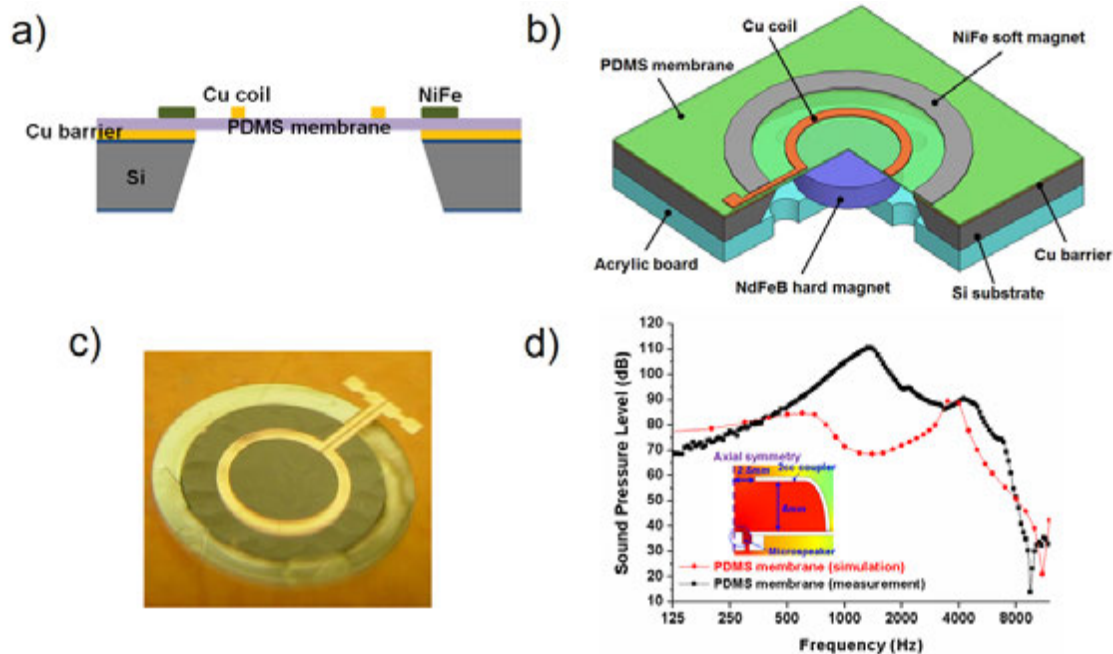 a)
Cu coil
NiFe
Cu barrier
PDMS membrane
Si
b)
Cu coil
NiFe soft magnet
PDMS membrane
Acrylic board
NdFeB hard magnet
Si substrate
Cu barrier
c)
d)
Sound Pressure Level (dB)
120
110
100
90
80
70
60
50
40
30
20
10
Axial symmetry
2cc coupler
Microspeaker
PDMS membrane (simulation)
PDMS membrane (measurement)
125
250
500
1000
2000
4000
8000
Frequency (Hz)